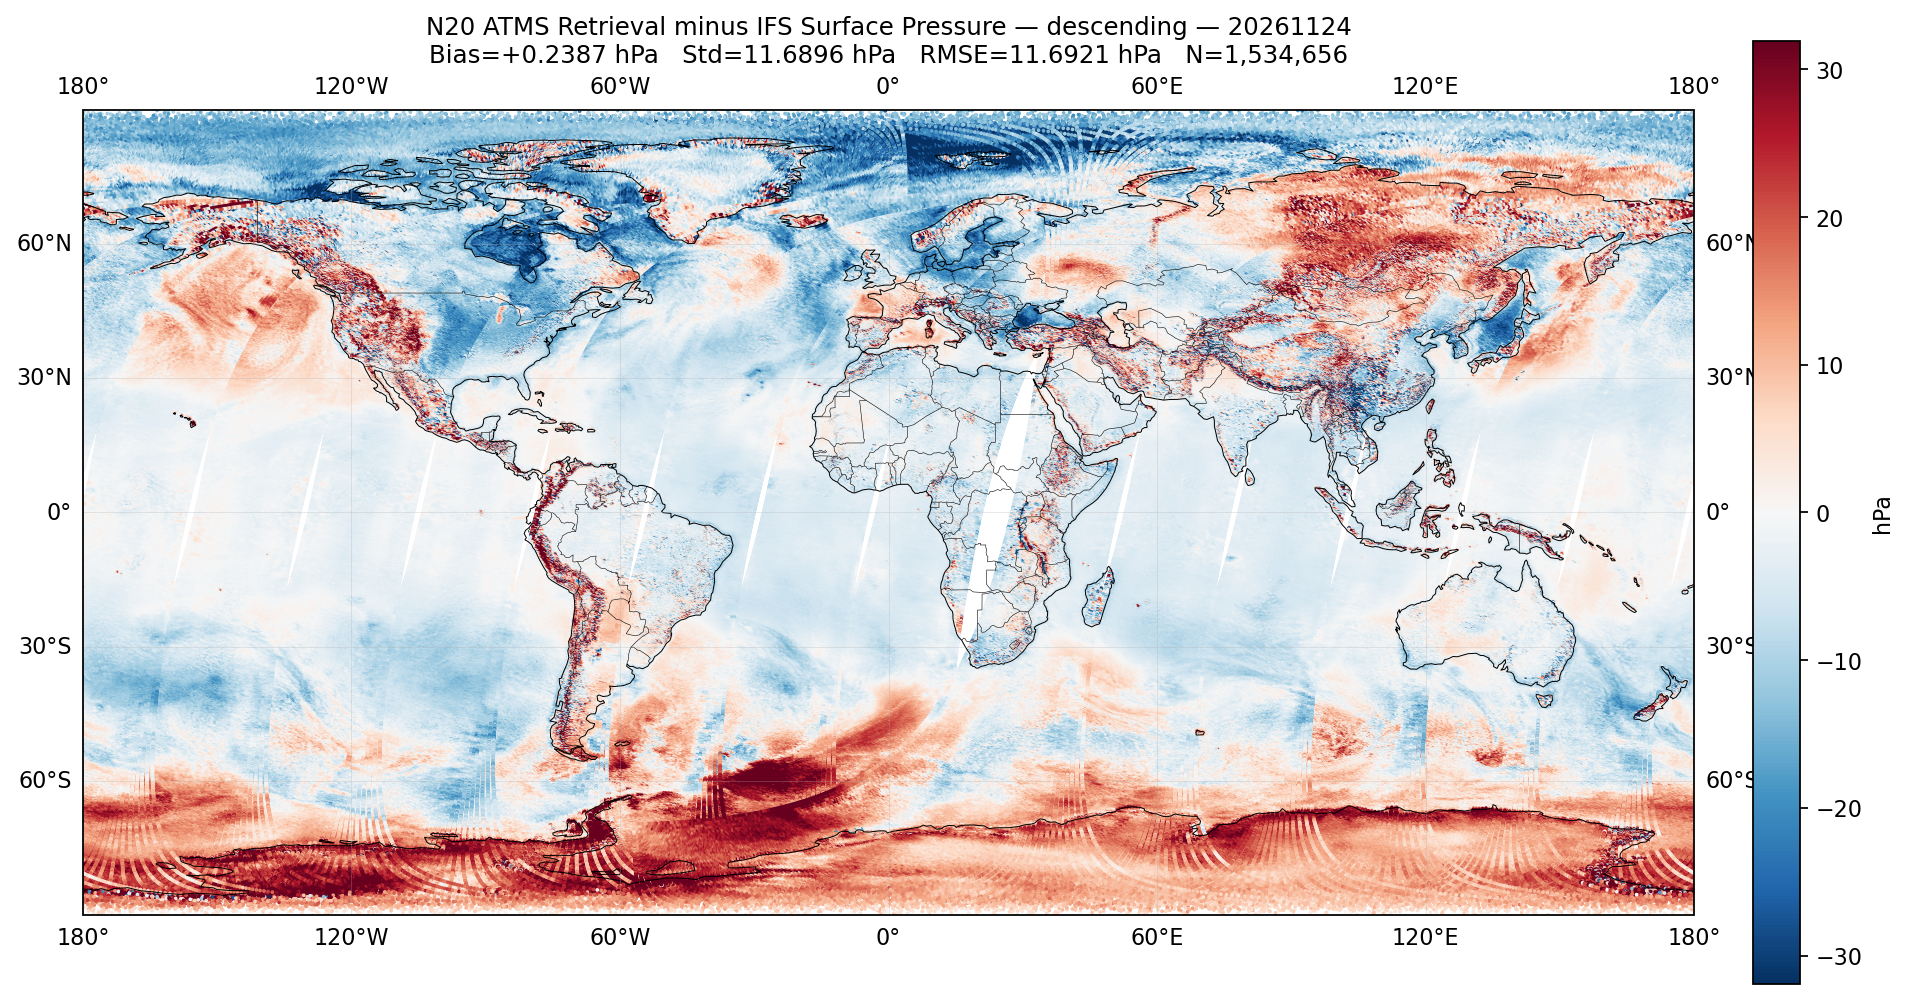 N20 ATMS Retrieval minus IFS Surface Pressure — descending — 20261124
Bias=+0.2387 hPa   Std=11.6896 hPa   RMSE=11.6921 hPa   N=1,534,656
180° 120°W 60°W 0° 60°E 120°E 180°
60°N 60°N
30°N 30°N
0° 0°
30°S 30°S
60°S 60°S
180° 120°W 60°W 0° 60°E 120°E 180°
30
20
10
0
−10
−20
−30
hPa